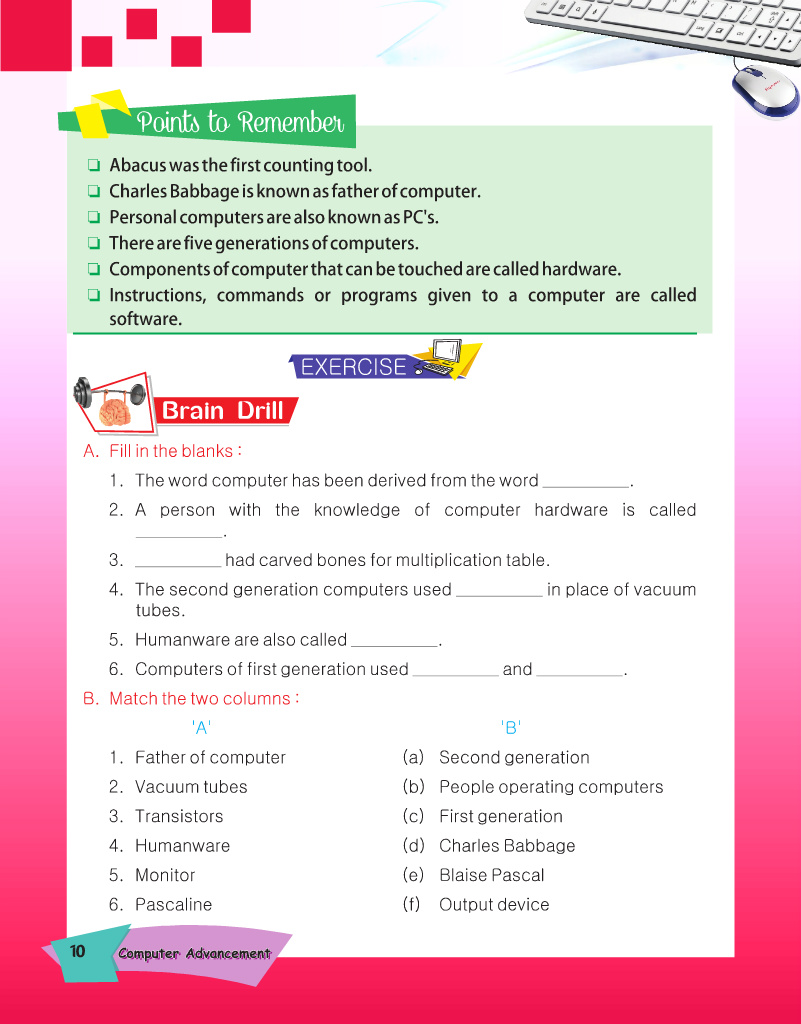 Points to Remember
❑ Abacus was the first counting tool.
❑ Charles Babbage is known as father of computer.
❑ Personal computers are also known as PC's.
❑ There are five generations of computers.
❑ Components of computer that can be touched are called hardware.
❑ Instructions, commands or programs given to a computer are called
software.
EXERCISE
Brain Drill
A. Fill in the blanks :
1. The word computer has been derived from the word __________.
2. A person with the knowledge of computer hardware is called
__________.
3. __________ had carved bones for multiplication table.
4. The second generation computers used __________ in place of vacuum
tubes.
5. Humanware are also called __________.
6. Computers of first generation used __________ and __________.
B. Match the two columns :
'A' 'B'
1. Father of computer (a) Second generation
2. Vacuum tubes (b) People operating computers
3. Transistors (c) First generation
4. Humanware (d) Charles Babbage
5. Monitor (e) Blaise Pascal
6. Pascaline (f) Output device
10 Computer Advancement